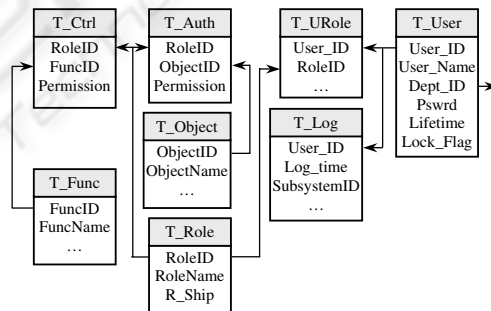 T_Ctrl
RoleID
FuncID
Permission
T_Auth
RoleID
ObjectID
Permission
T_URole
User_ID
RoleID
…
T_User
User_ID
User_Name
Dept_ID
Pswrd
Lifetime
Lock_Flag
T_Object
ObjectID
ObjectName
…
T_Log
User_ID
Log_time
SubsystemID
…
T_Func
FuncID
FuncName
…
T_Role
RoleID
RoleName
R_Ship